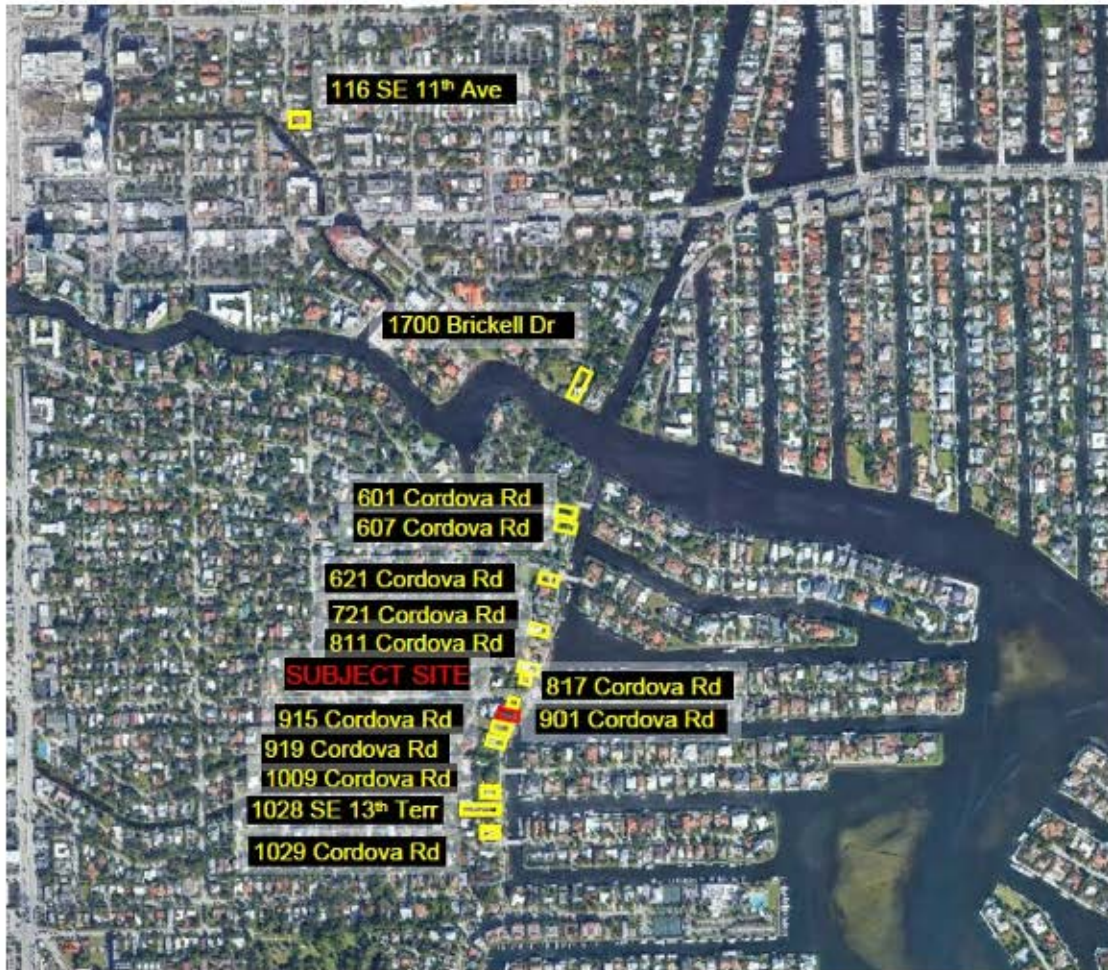 116 SE 11th Ave
1700 Brickell Dr
601 Cordova Rd
607 Cordova Rd
621 Cordova Rd
721 Cordova Rd
811 Cordova Rd
SUBJECT SITE
817 Cordova Rd
915 Cordova Rd
901 Cordova Rd
919 Cordova Rd
1009 Cordova Rd
1028 SE 13th Terr
1029 Cordova Rd